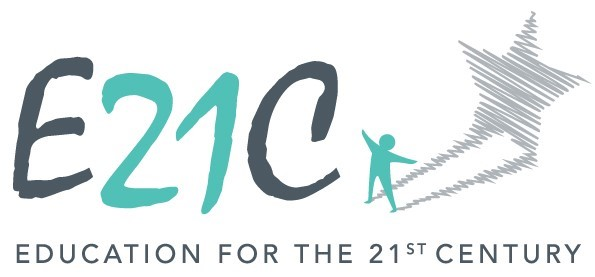 E21C
EDUCATION FOR THE 21ST CENTURY